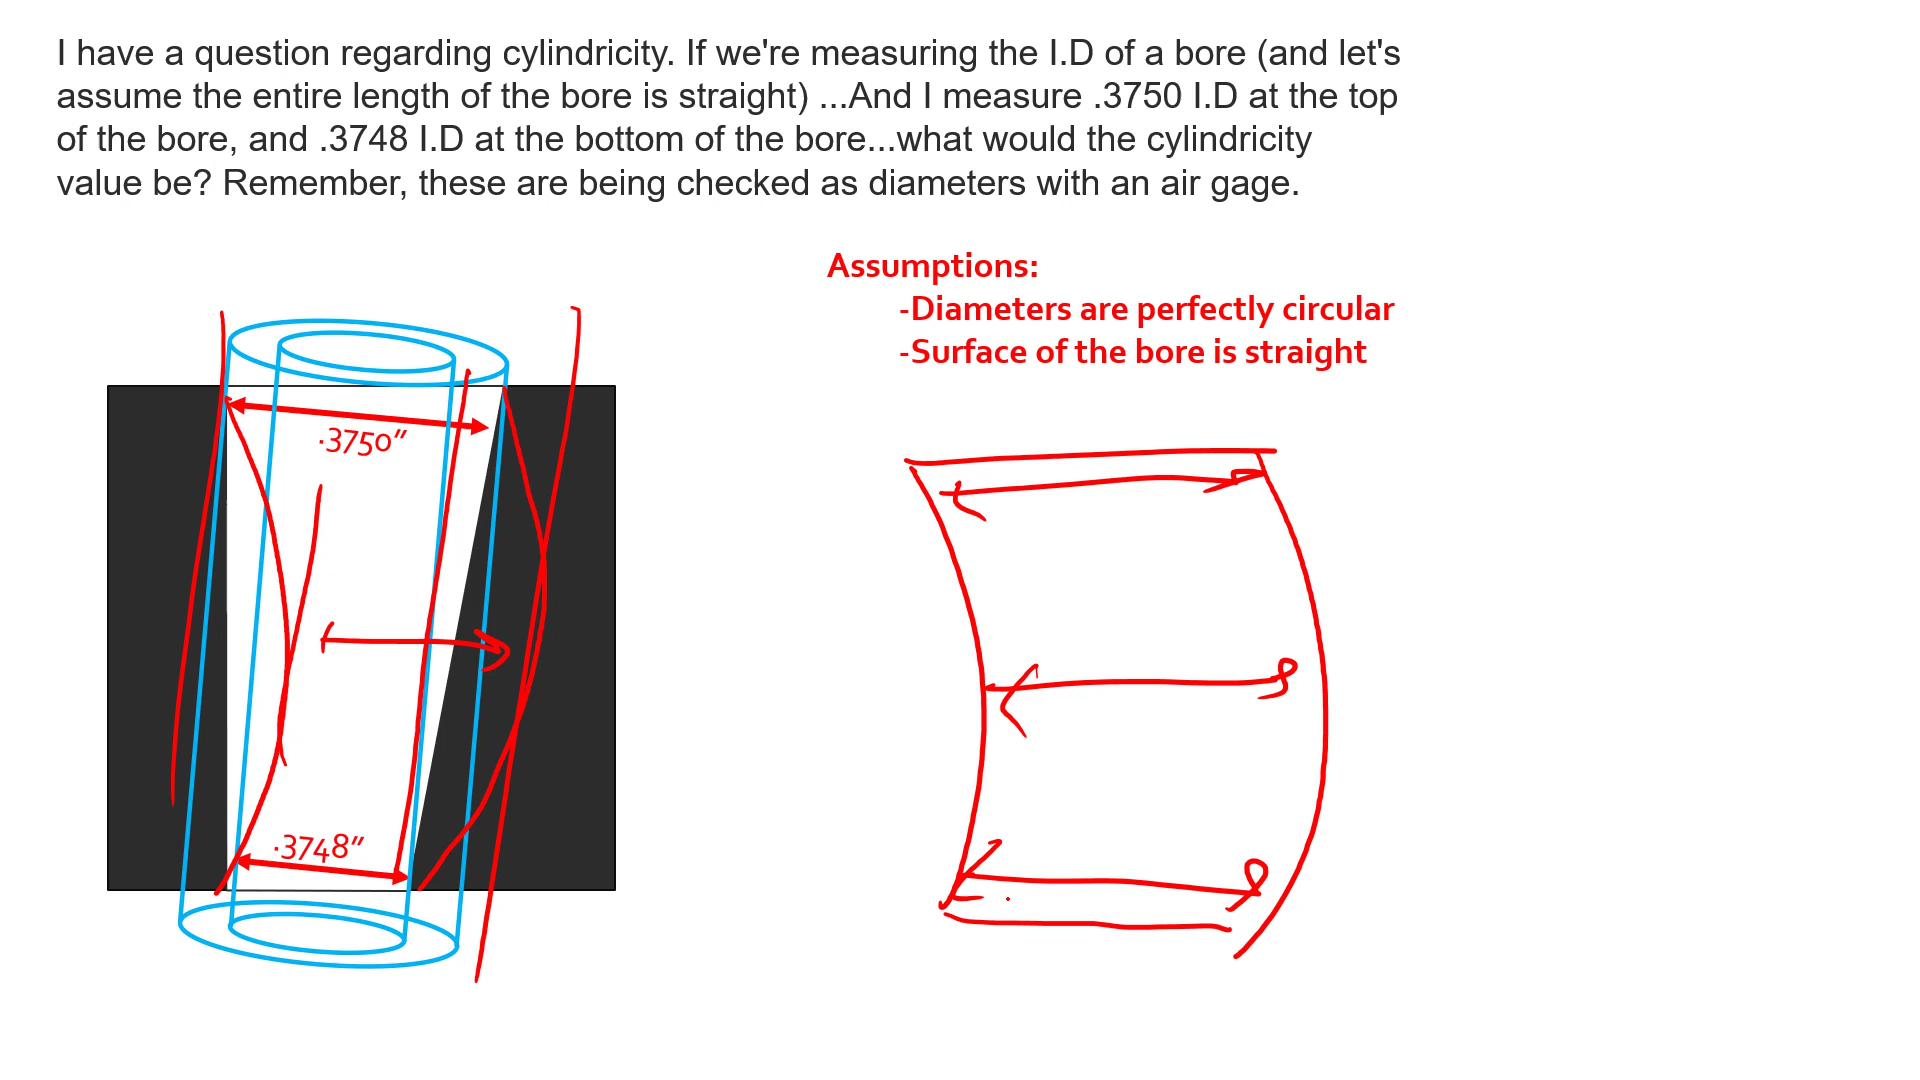 I have a question regarding cylindricity. If we're measuring the I.D of a bore (and let's
assume the entire length of the bore is straight) ...And I measure .3750 I.D at the top
of the bore, and .3748 I.D at the bottom of the bore...what would the cylindricity
value be? Remember, these are being checked as diameters with an air gage.
Assumptions:
-Diameters are perfectly circular
-Surface of the bore is straight
.3750"
.3748"